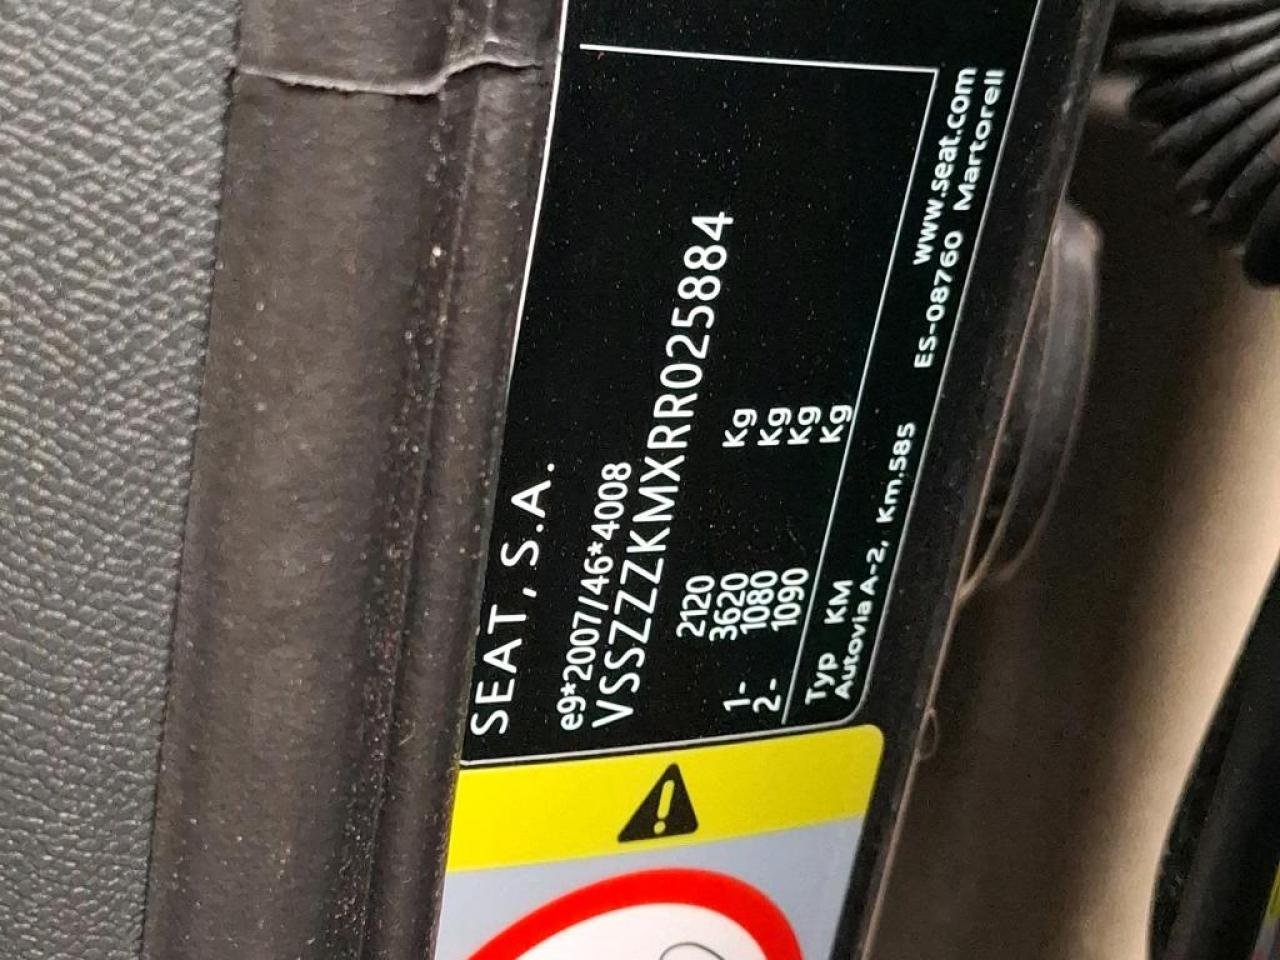 SEAT, S.A.
e9*2007/46*4008
VSSZZZKMXRR025884
2120 Kg
3620 Kg
1- 1080 Kg
2- 1090 Kg
Typ KM
Autovia A-2, Km.585 ES-08760 Martorell
www.seat.com